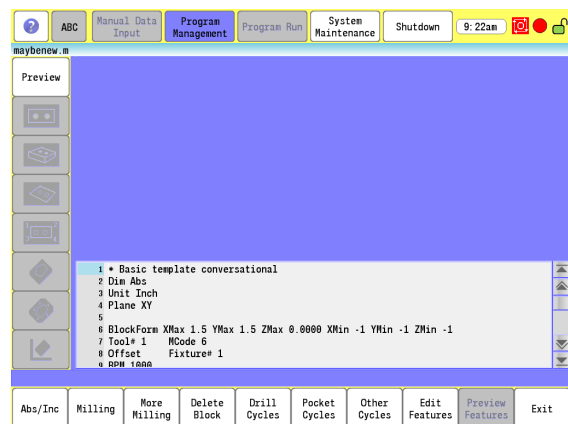 ?
ABC
Manual Data Input
Program Management
Program Run
System Maintenance
Shutdown
9:22am
maybenew.m
Preview
1 * Basic template conversational
2 Dim Abs
3 Unit Inch
4 Plane XY
5
6 BlockForm XMax 1.5 YMax 1.5 ZMax 0.0000 XMin -1 YMin -1 ZMin -1
7 Tool# 1 MCode 6
8 Offset Fixture# 1
9 RPM 1000
Abs/Inc
Milling
More Milling
Delete Block
Drill Cycles
Pocket Cycles
Other Cycles
Edit Features
Preview Features
Exit